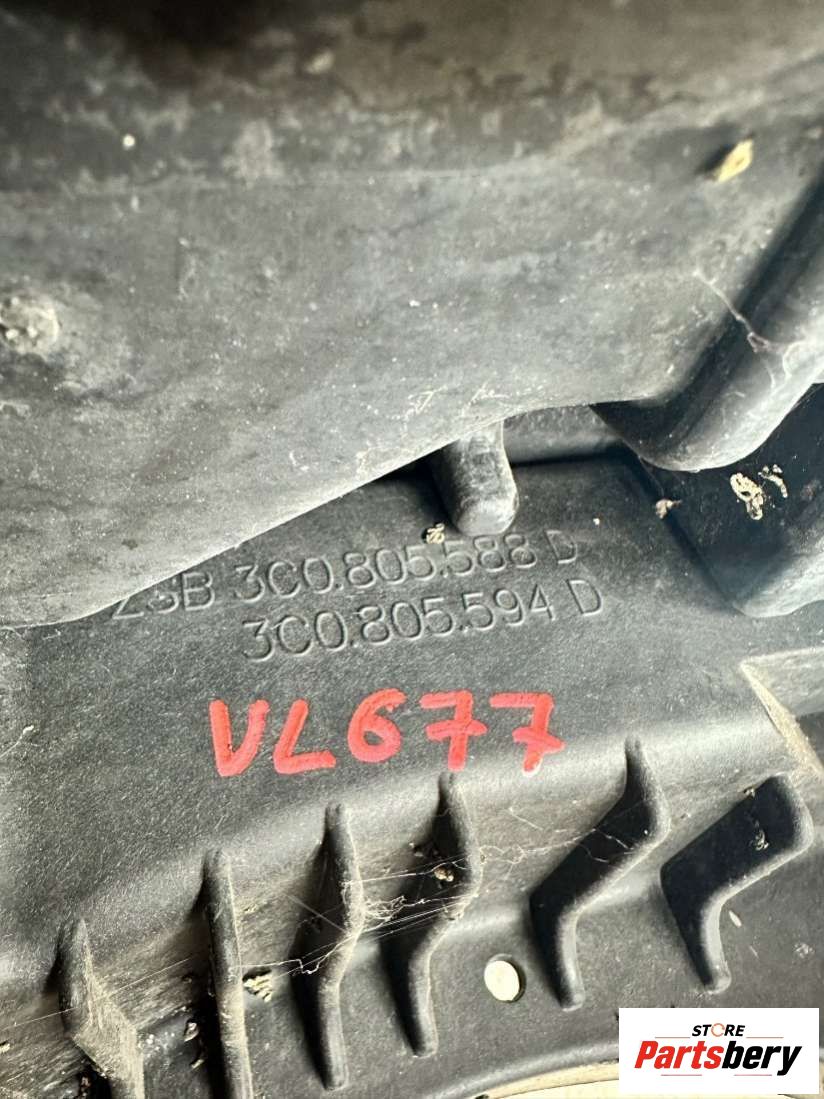 ZSB 3C0.805.588 D
3C0.805.594 D
VL677
STORE
Partsbery